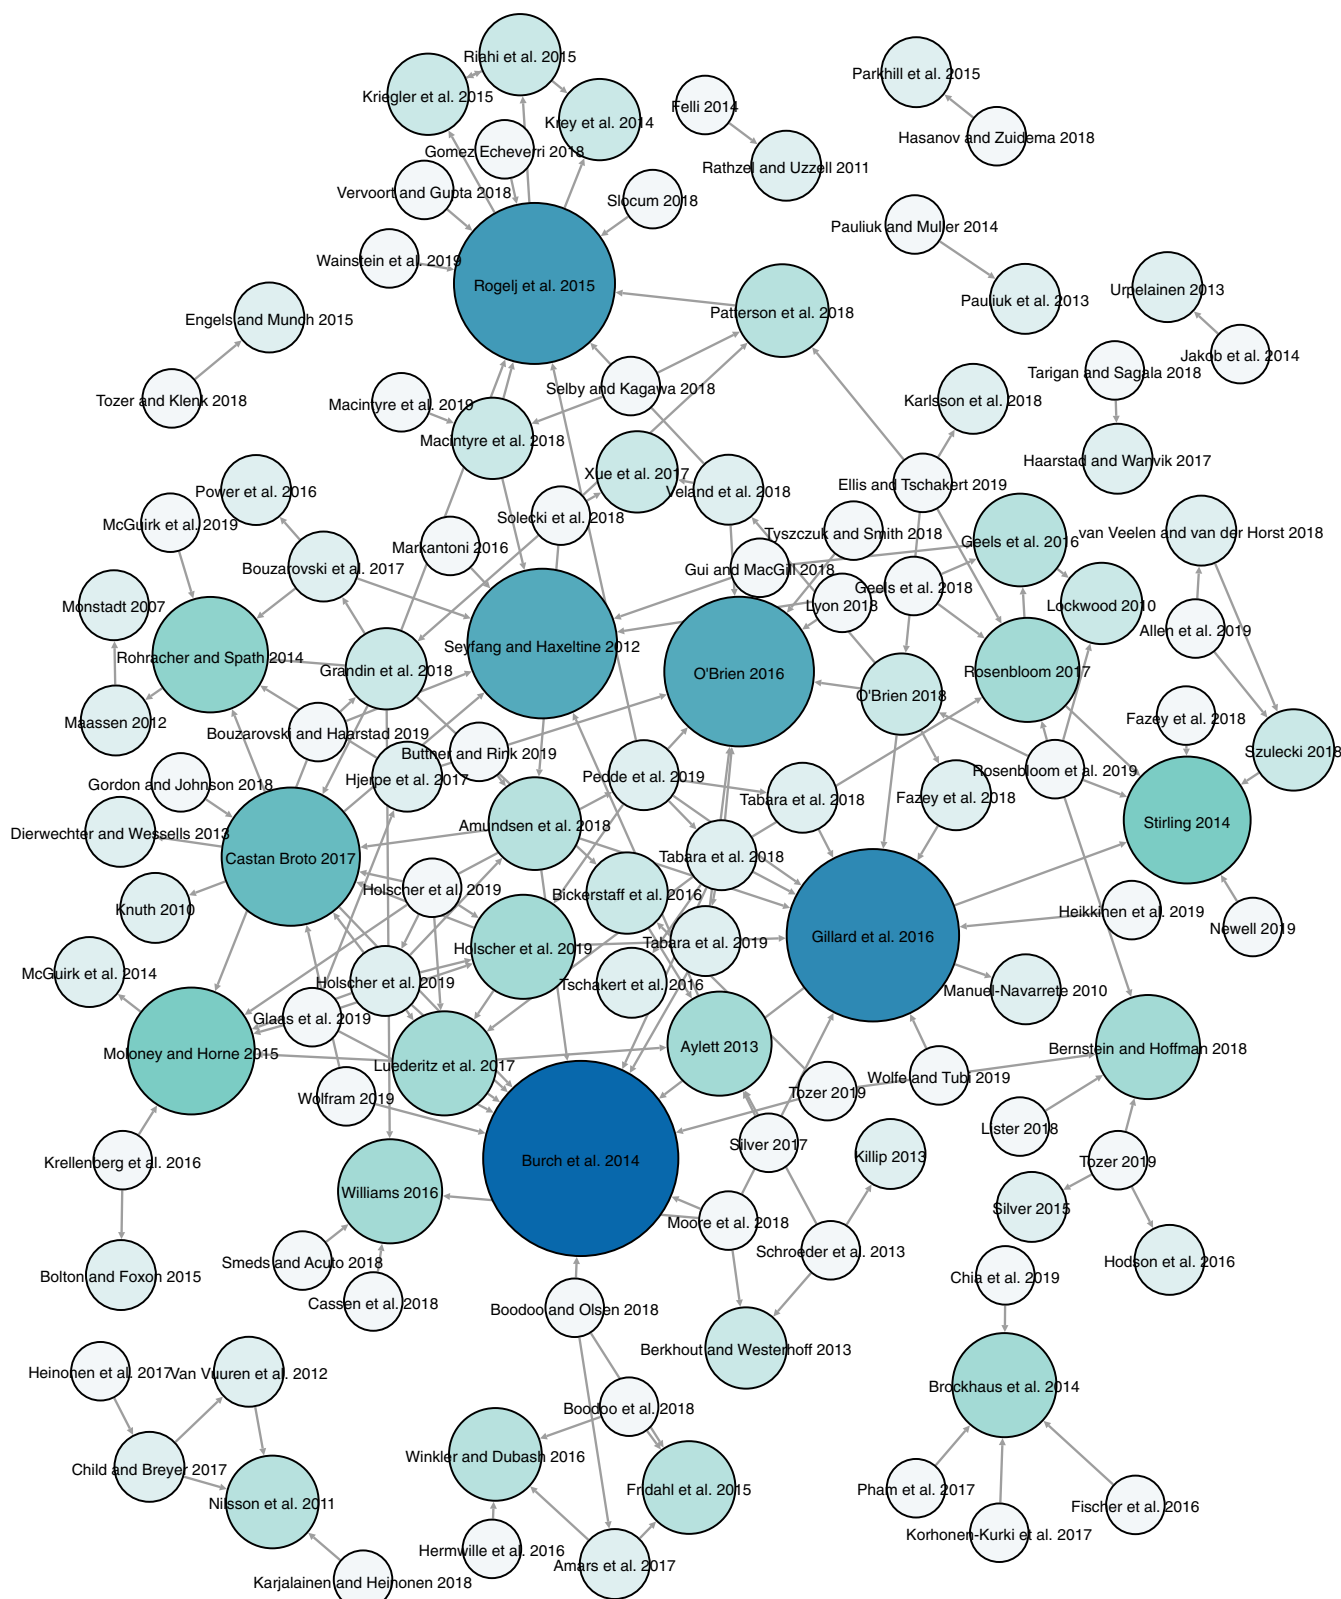 Riahi et al. 2015
Parkhill et al. 2015
Kriegler et al. 2015
Felli 2014
Krey et al. 2014
Hasanov and Zuidema 2018
Gomez Echeverri 2018
Rathzel and Uzzell 2011
Vervoort and Gupta 2018
Slocum 2018
Pauliuk and Muller 2014
Wainstein et al. 2019
Rogelj et al. 2015
Urpelainen 2013
Pauliuk et al. 2013
Patterson et al. 2018
Engels and Munch 2015
Jakob et al. 2014
Tarigan and Sagala 2018
Selby and Kagawa 2018
Tozer and Klenk 2018
Macintyre et al. 2019
Karlsson et al. 2018
Macintyre et al. 2018
Haarstad and Wanvik 2017
Xue et al. 2017
Power et al. 2016
Veland et al. 2018
Ellis and Tschakert 2019
McGuirk et al. 2019
Solecki et al. 2018
Tyszczuk and Smith 2018
van Veelen and van der Horst 2018
Geels et al. 2016
Markantoni 2016
Bouzarovski et al. 2017
Gui and MacGill 2018
Geels et al. 2018
Monstadt 2007
Lyon 2018
Lockwood 2010
Allen et al. 2019
Seyfang and Haxeltine 2012
Rohracher and Spath 2014
Grandin et al. 2018
O'Brien 2016
Rosenbloom 2017
O'Brien 2018
Maassen 2012
Fazey et al. 2018
Bouzarovski and Haarstad 2019
Buttner and Rink 2019
Szulecki 2018
Rosenbloom et al. 2019
Hjerpe et al. 2017
Pedde et al. 2019
Gordon and Johnson 2018
Tabara et al. 2018
Fazey et al. 2018
Stirling 2014
Amundsen et al. 2018
Dierwechter and Wessells 2013
Castan Broto 2017
Tabara et al. 2018
Holscher et al. 2019
Bickerstaff et al. 2016
Knuth 2010
Heikkinen et al. 2019
Newell 2019
Gillard et al. 2016
Holscher et al. 2019
Tabara et al. 2019
McGuirk et al. 2014
Holscher et al. 2019
Tschakert et al. 2016
Manuel-Navarrete 2010
Glaas et al. 2019
Aylett 2013
Bernstein and Hoffman 2018
Moloney and Horne 2015
Luederitz et al. 2017
Wolfe and Tubi 2019
Tozer 2019
Wolfram 2019
Lister 2018
Silver 2017
Killip 2013
Krellenberg et al. 2016
Burch et al. 2014
Tozer 2019
Williams 2016
Silver 2015
Moore et al. 2018
Schroeder et al. 2013
Smeds and Acuto 2018
Hodson et al. 2016
Bolton and Foxon 2015
Chia et al. 2019
Cassen et al. 2018
Boodoo and Olsen 2018
Berkhout and Westerhoff 2013
Heinonen et al. 2017
Van Vuuren et al. 2012
Brockhaus et al. 2014
Boodoo et al. 2018
Winkler and Dubash 2016
Child and Breyer 2017
Fridahl et al. 2015
Pham et al. 2017
Nilsson et al. 2011
Fischer et al. 2016
Korhonen-Kurki et al. 2017
Hermwille et al. 2016
Amars et al. 2017
Karjalainen and Heinonen 2018